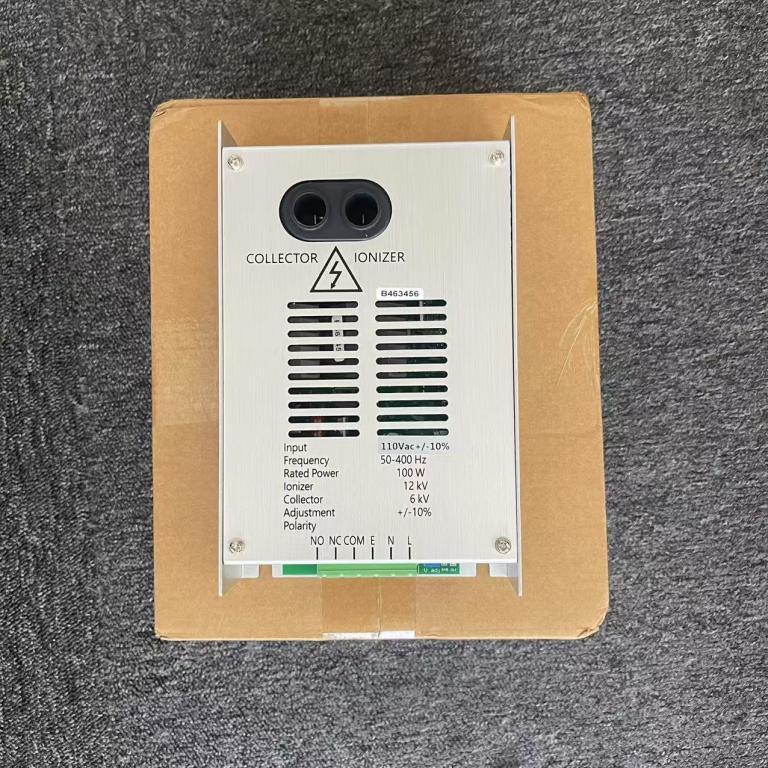 COLLECTOR IONIZER
B463456
Input 110Vac+/-10%
Frequency 50-400 Hz
Rated Power 100 W
Ionizer 12 kV
Collector 6 kV
Adjustment +/-10%
Polarity
NO NC COM E N L
V.adj